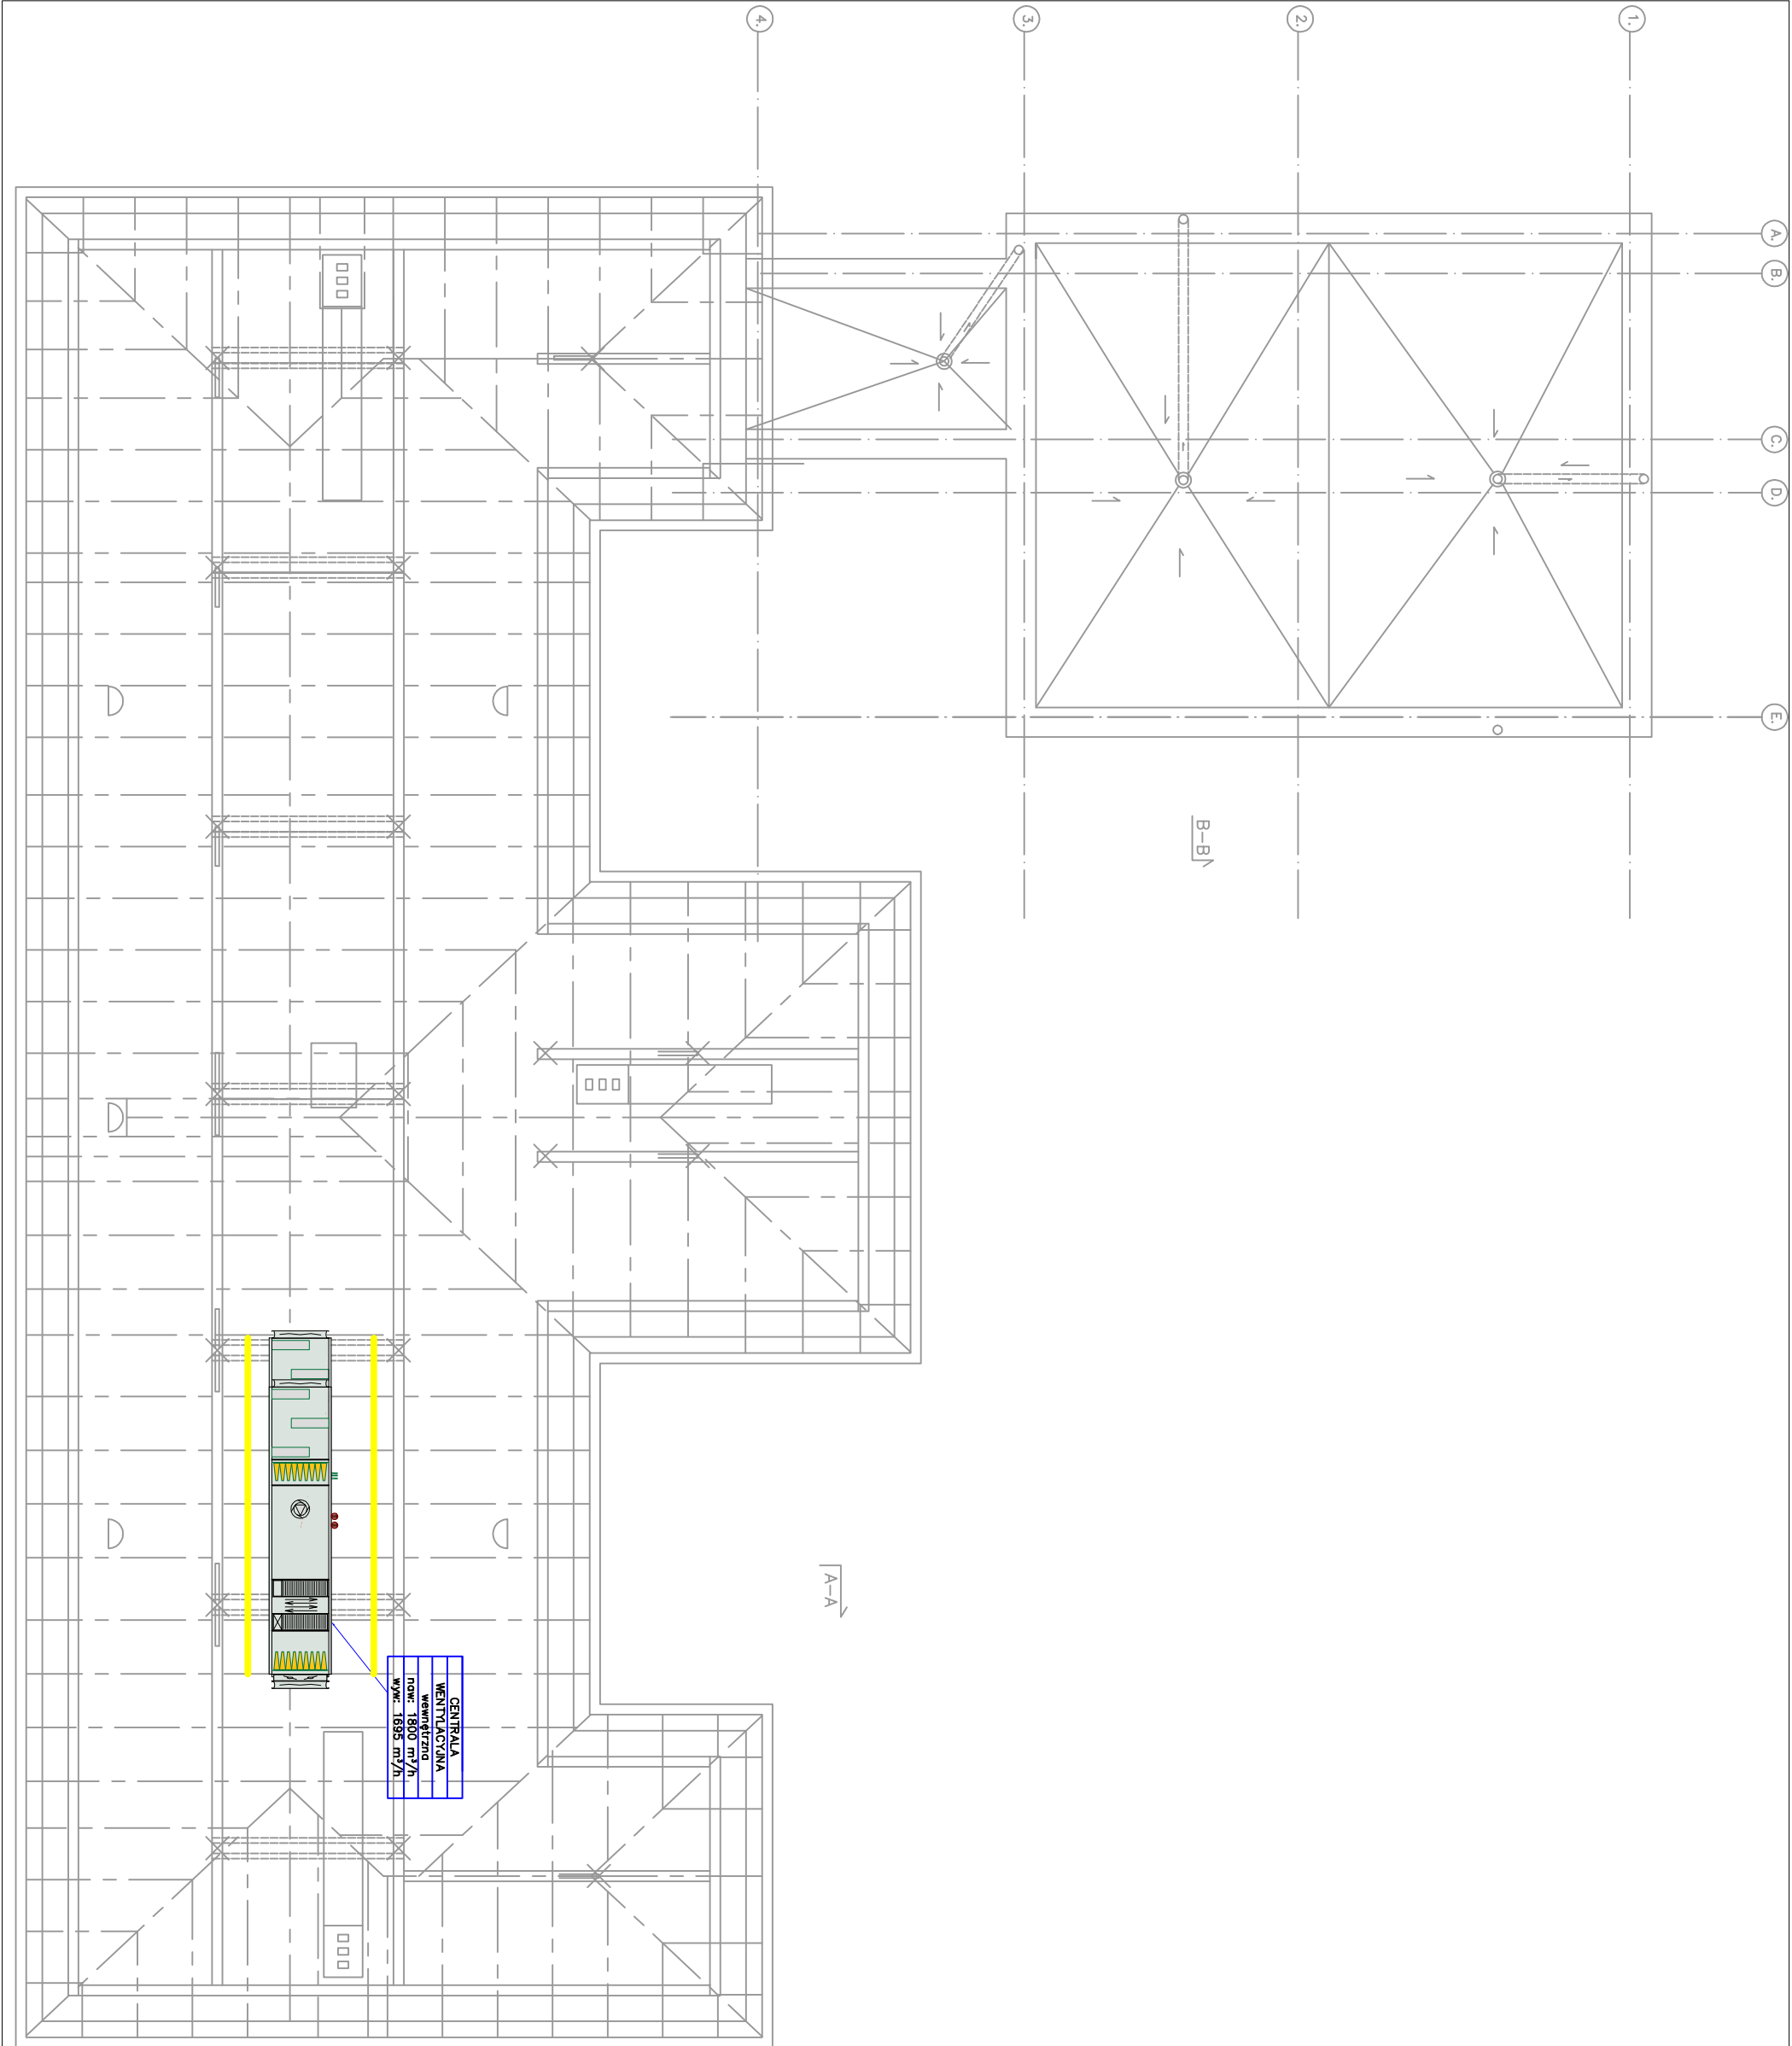 4.
3.
2.
1.
A.
B.
C.
D.
E.
B-B
A-A
CENTRALA
WENTYLACYJNA
wewnętrzna
naw: 1800 m³/h
wyw: 1695 m³/h